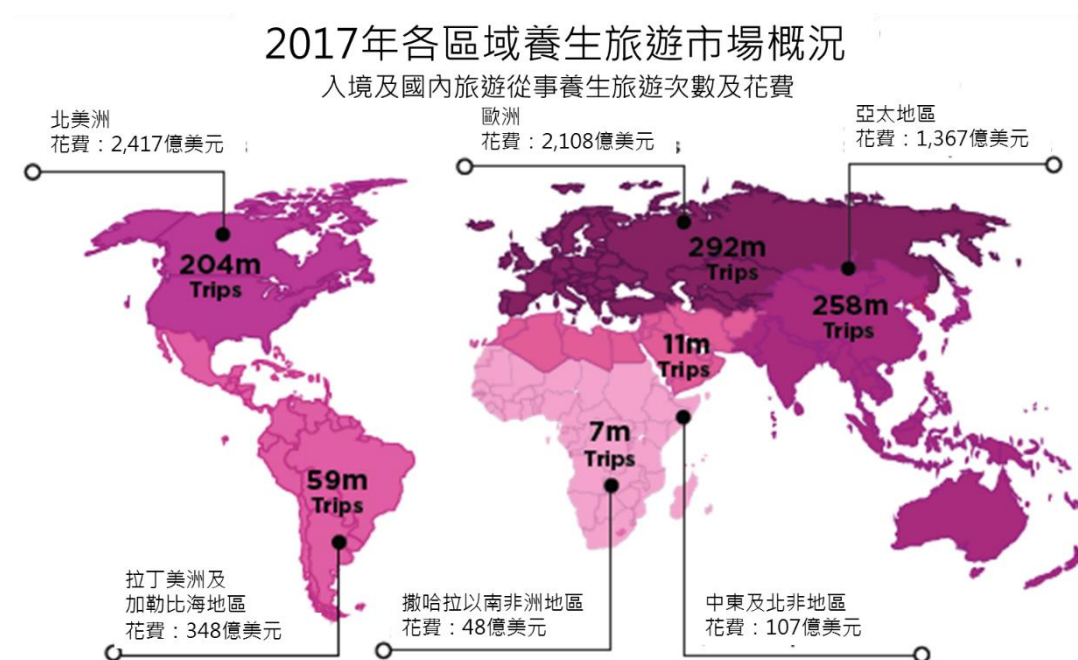 2017年各區域養生旅遊市場概況
入境及國內旅遊從事養生旅遊次數及花費
北美洲
花費：2,417億美元
歐洲
花費：2,108億美元
亞太地區
花費：1,367億美元
204m
Trips
292m
Trips
258m
Trips
11m
Trips
7m
Trips
59m
Trips
拉丁美洲及
加勒比海地區
花費：348億美元
撒哈拉以南非洲地區
花費：48億美元
中東及北非地區
花費：107億美元